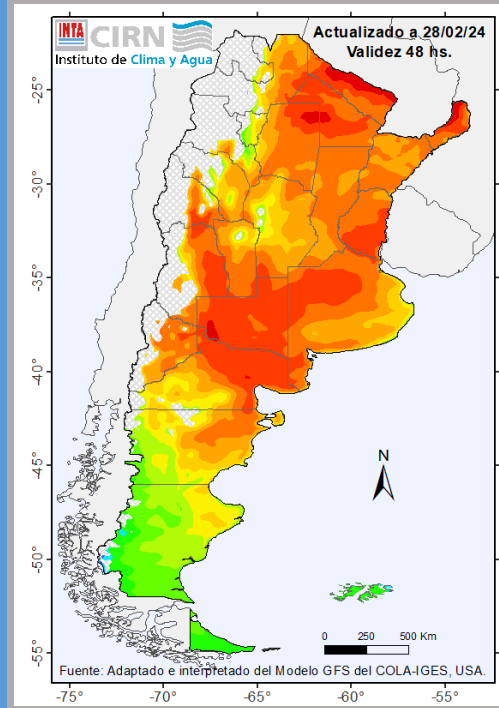 INTA CIRN
Instituto de Clima y Agua
Actualizado a 28/02/24
Validez 48 hs.
-25°
-30°
-35°
-40°
-45°
-50°
-55°
N
0 250 500 Km
Fuente: Adaptado e interpretado del Modelo GFS del COLA-IGES, USA.
-75° -70° -65° -60° -55°